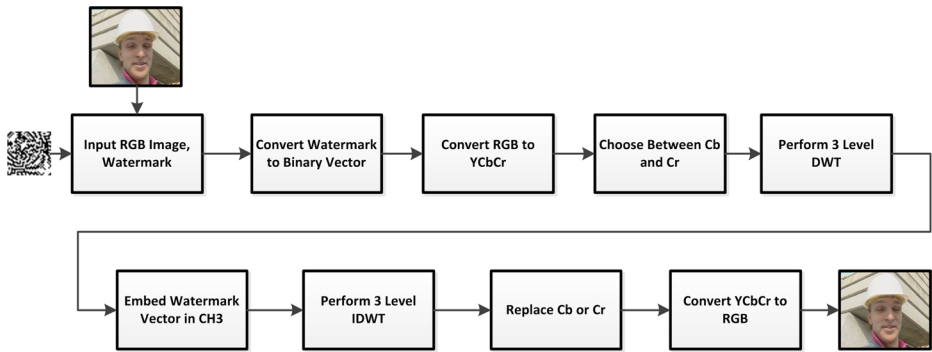 Input RGB Image,
Watermark
Convert Watermark
to Binary Vector
Convert RGB to
YCbCr
Choose Between Cb
and Cr
Perform 3 Level
DWT
Embed Watermark
Vector in CH3
Perform 3 Level
IDWT
Replace Cb or Cr
Convert YCbCr to
RGB